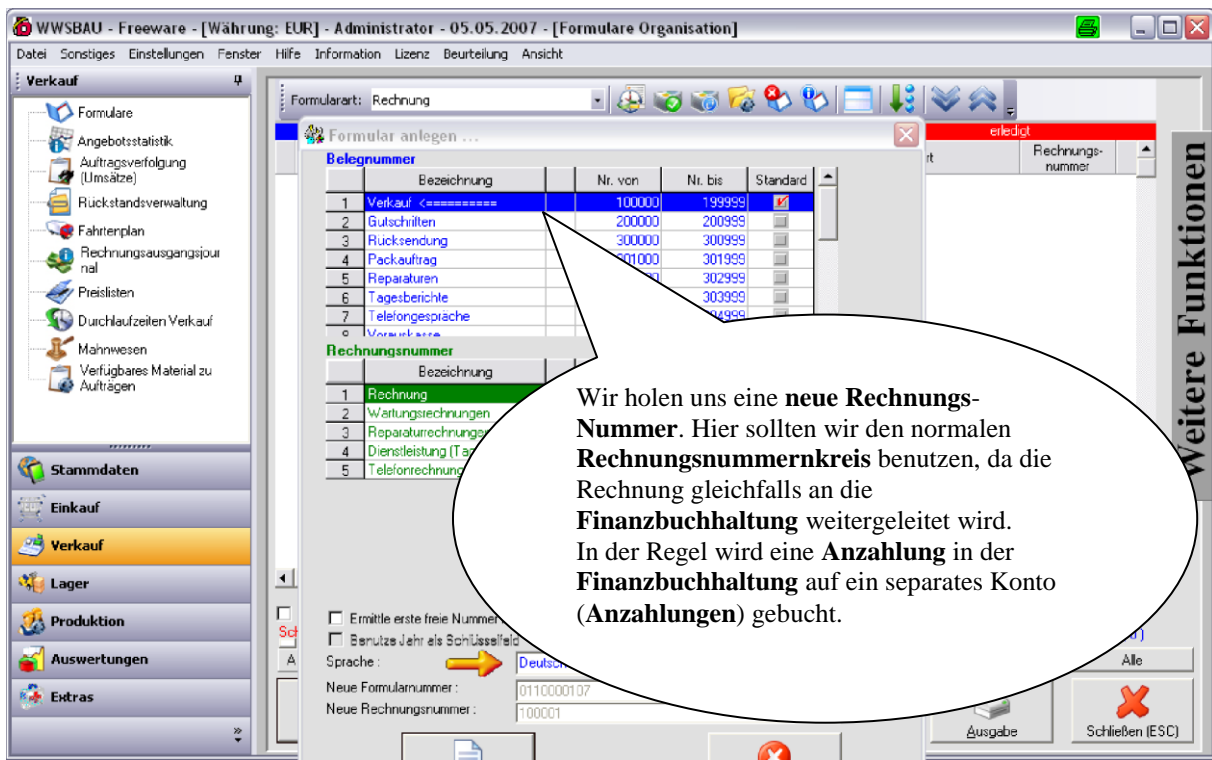 WWSBAU - Freeware - [Währung: EUR] - Administrator - 05.05.2007 - [Formulare Organisation]
Datei Sonstiges Einstellungen Fenster Hilfe Information Lizenz Beurteilung Ansicht
Verkauf
Formulare
Angebotsstatistik
Auftragsverfolgung
(Umsätze)
Rückstandsverwaltung
Fahrtenplan
Rechnungsausgangsjour
nal
Preislisten
Durchlaufzeiten Verkauf
Mahnwesen
Verfügbares Material zu
Aufträgen
Stammdaten
Einkauf
Verkauf
Lager
Produktion
Auswertungen
Extras
Formularart: Rechnung
erledigt
Rechnungs-
nummer
Formular anlegen ...
Belegnummer
Bezeichnung Nr. von Nr. bis Standard
1 Verkauf <========== 100000 199999
2 Gutschriften 200000 200999
3 Rücksendung 300000 300999
4 Packauftrag 301999
5 Reparaturen 302999
6 Tagesberichte 303999
7 Telefongespräche
Rechnungsnummer
Bezeichnung
1 Rechnung
2 Wartungsrechnungen
3 Reparaturrechnungen
4 Dienstleistung (Ta
5 Telefonrechnung
Wir holen uns eine neue Rechnungs-
Nummer. Hier sollten wir den normalen
Rechnungsnummernkreis benutzen, da die
Rechnung gleichfalls an die
Finanzbuchhaltung weitergeleitet wird.
In der Regel wird eine Anzahlung in der
Finanzbuchhaltung auf ein separates Konto
(Anzahlungen) gebucht.
Ermittle erste freie Nummer
Benutze Jahr als Schlüsselfeld
Sprache : Deutsch
Neue Formularnummer : 0110000107
Neue Rechnungsnummer : 100001
Alle
Ausgabe
Schließen (ESC)
Weitere Funktionen